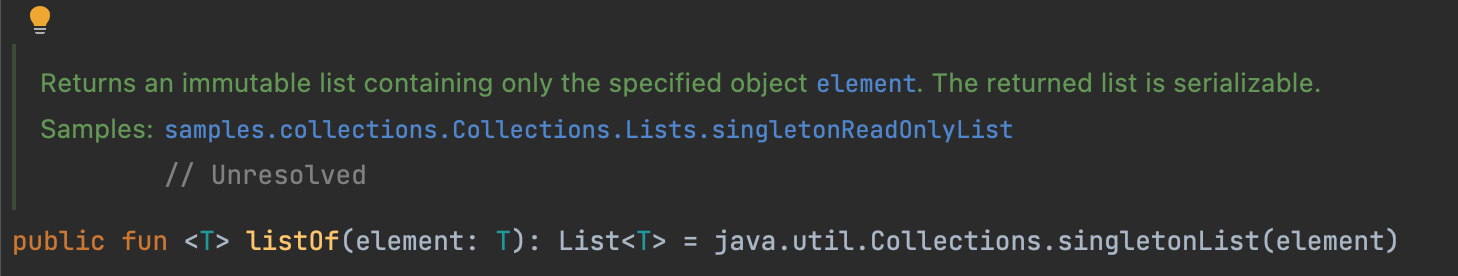 Returns an immutable list containing only the specified object element. The returned list is serializable.
Samples: samples.collections.Collections.Lists.singletonReadOnlyList
// Unresolved
public fun <T> listOf(element: T): List<T> = java.util.Collections.singletonList(element)